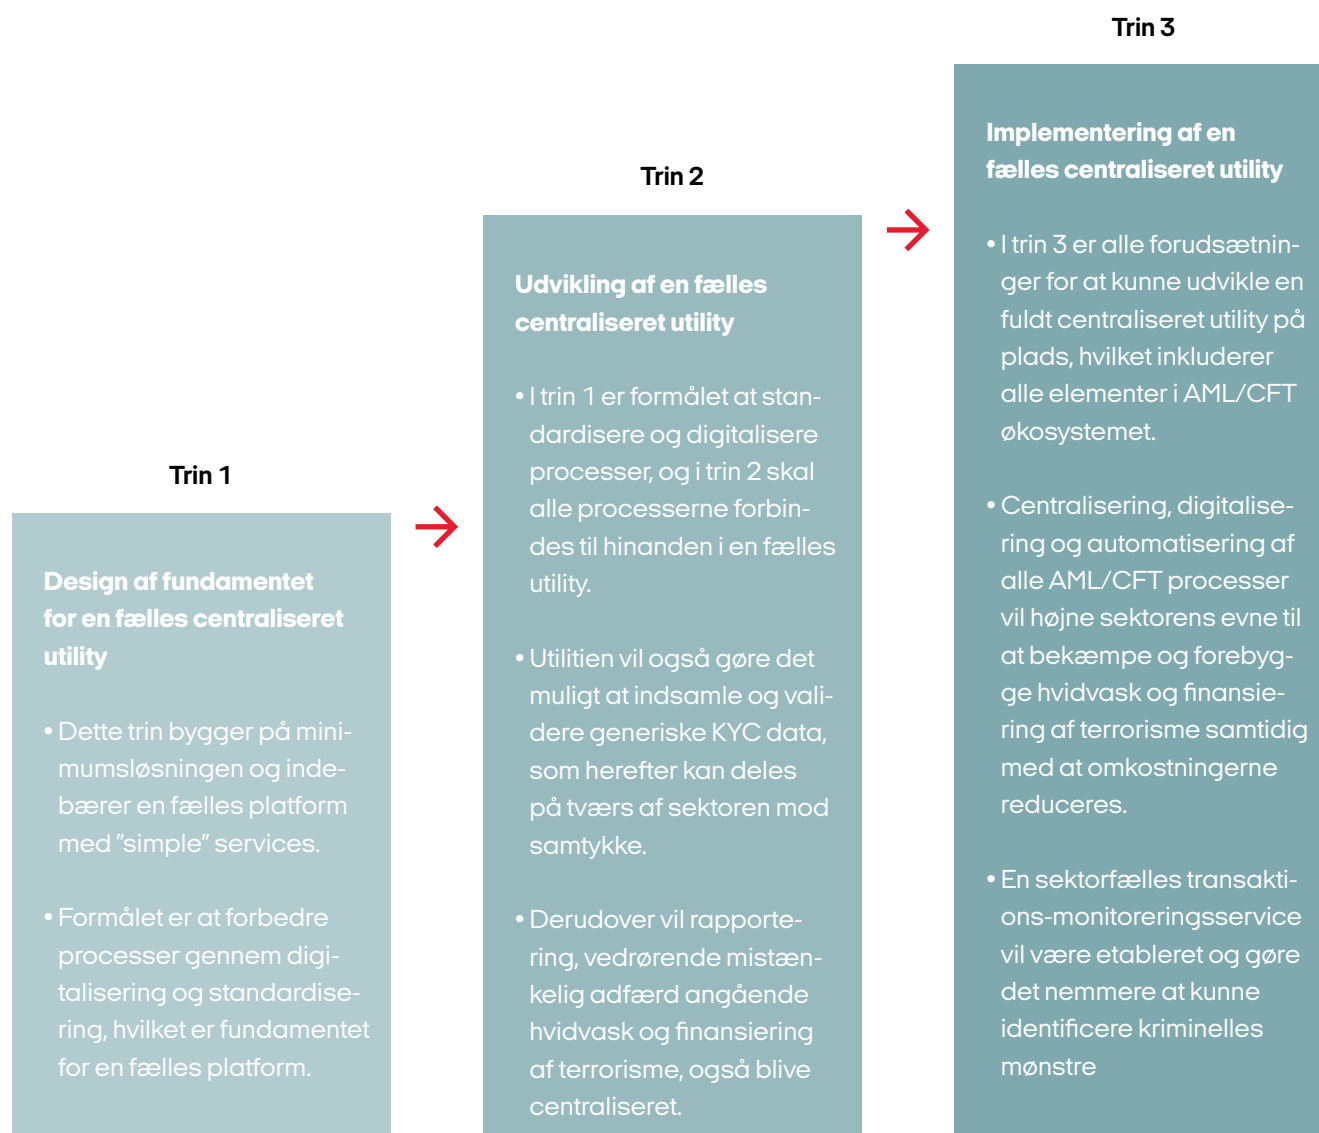 Trin 1
Design af fundamentet
for en fælles centraliseret
utility
• Dette trin bygger på mini-
mumsløsningen og inde-
bærer en fælles platform
med ”simple” services.
• Formålet er at forbedre
processer gennem digi-
talisering og standardise-
ring, hvilket er fundamentet
for en fælles platform.
Trin 2
Udvikling af en fælles
centraliseret utility
• I trin 1 er formålet at stan-
dardisere og digitalisere
processer, og i trin 2 skal
alle processerne forbin-
des til hinanden i en fælles
utility.
• Utilitien vil også gøre det
muligt at indsamle og vali-
dere generiske KYC data,
som herefter kan deles
på tværs af sektoren mod
samtykke.
• Derudover vil rapporte-
ring, vedrørende mistæn-
kelig adfærd angående
hvidvask og finansiering
af terrorisme, også blive
centraliseret.
Trin 3
Implementering af en
fælles centraliseret utility
• I trin 3 er alle forudsætnin-
ger for at kunne udvikle en
fuldt centraliseret utility på
plads, hvilket inkluderer
alle elementer i AML/CFT
økosystemet.
• Centralisering, digitalise-
ring og automatisering af
alle AML/CFT processer
vil højne sektorens evne til
at bekæmpe og forebyg-
ge hvidvask og finansie-
ring af terrorisme samtidig
med at omkostningerne
reduceres.
• En sektorfælles transakti-
ons-monitoreringsservice
vil være etableret og gøre
det nemmere at kunne
identificere kriminelles
mønstre